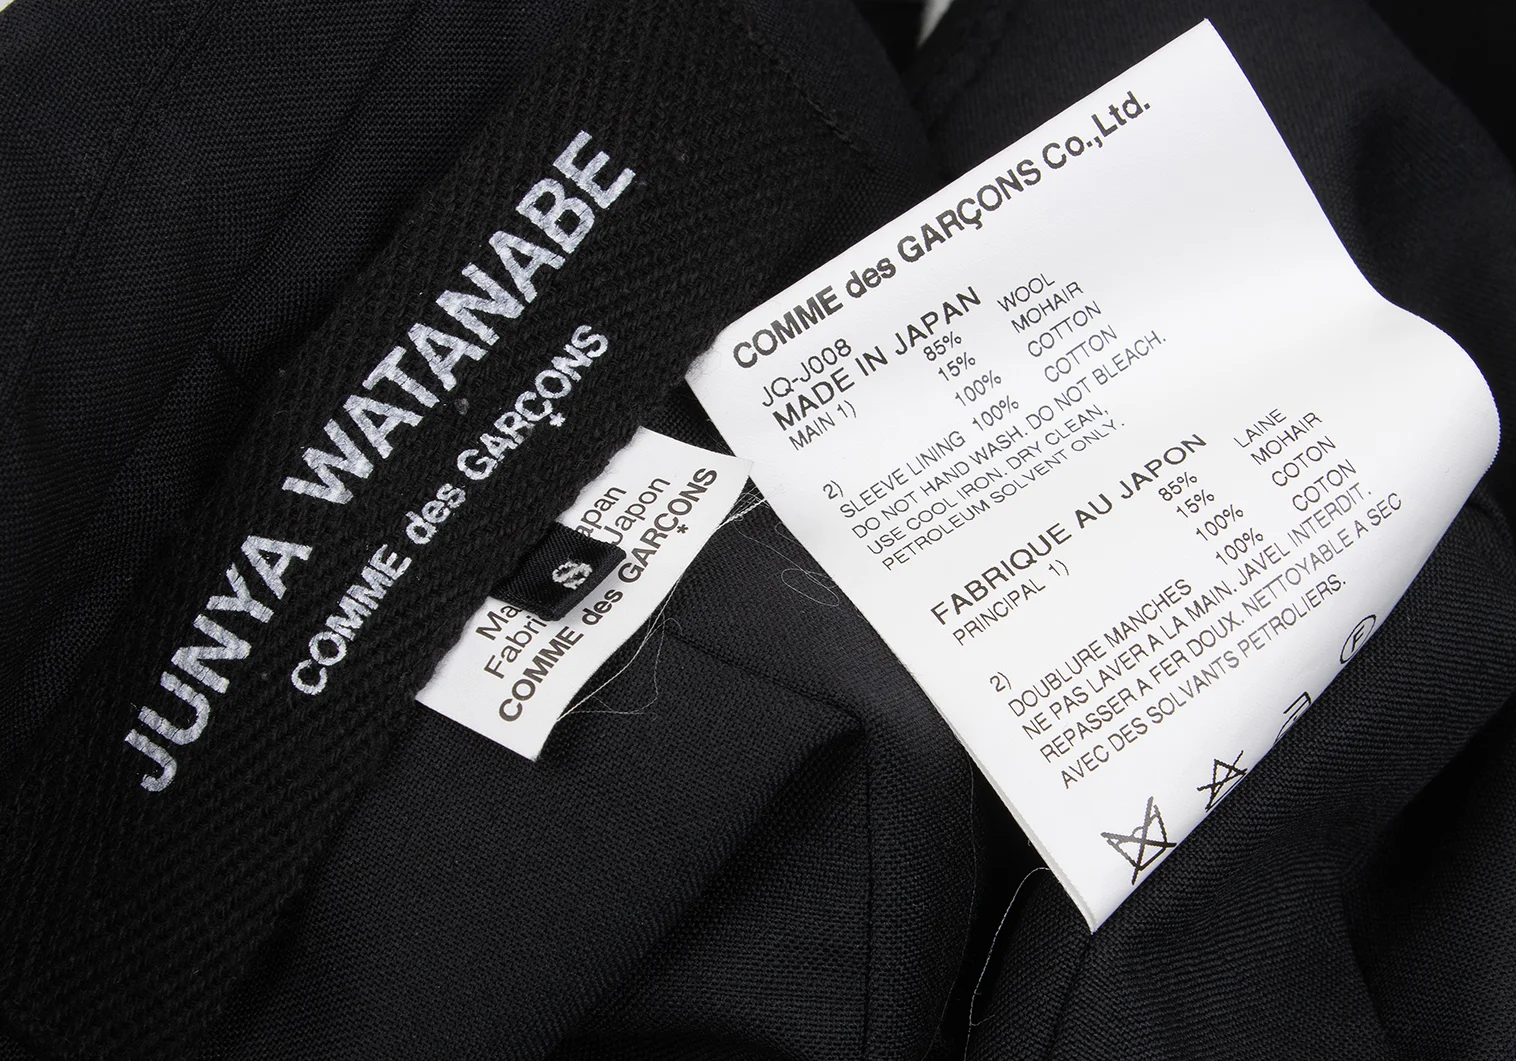 JUNYA WATANABE
COMME des GARÇONS
S
Japon
COMME des GARÇONS
COMME des GARÇONS Co.,Ltd.
JQ-J008
MADE IN JAPAN
MAIN 1) 85% WOOL
15% MOHAIR
2) 100% COTTON
SLEEVE LINING 100% COTTON
DO NOT HAND WASH. DO NOT BLEACH.
USE COOL IRON. DRY CLEAN,
PETROLEUM SOLVENT ONLY.
FABRIQUE AU JAPON
PRINCIPAL 1) 85% LAINE
15% MOHAIR
2) 100% COTON
DOUBLURE MANCHES 100% COTON
NE PAS LAVER A LA MAIN. JAVEL INTERDIT.
REPASSER A FER DOUX. NETTOYABLE A SEC
AVEC DES SOLVANTS PETROLIERS.
F